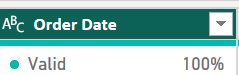 ABC Order Date
Valid 100%